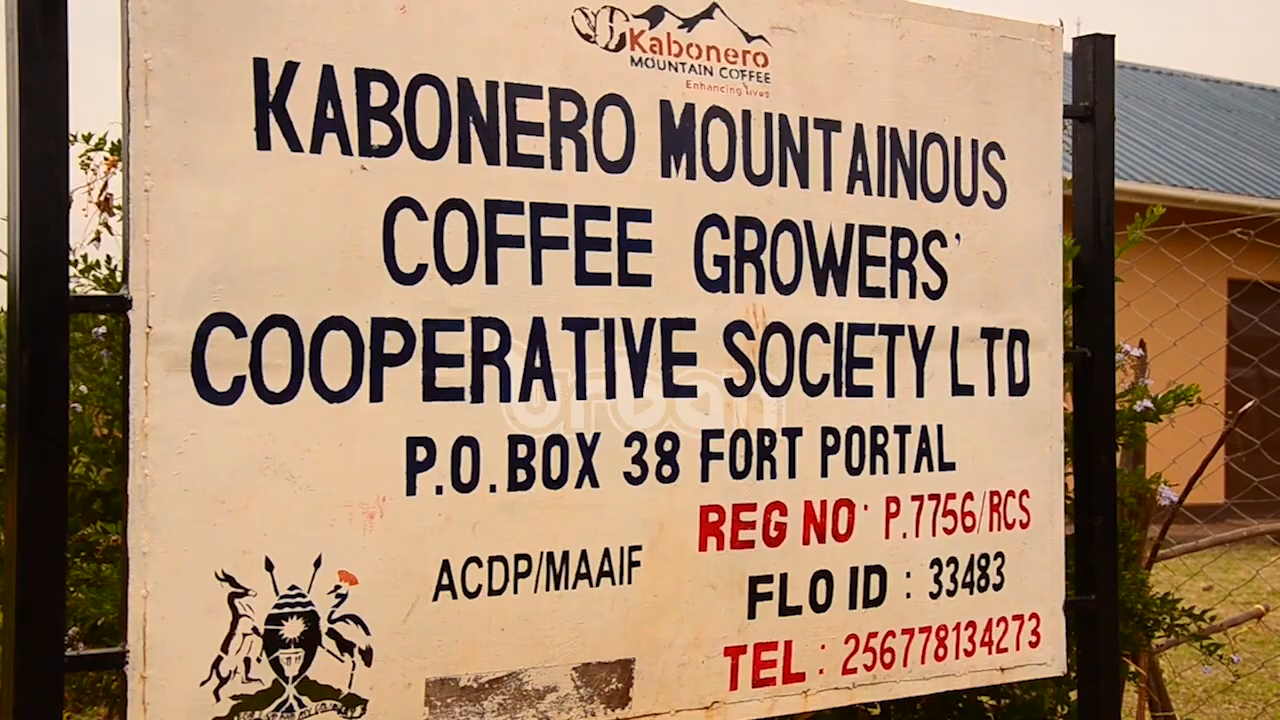 Kabonero
MOUNTAIN COFFEE
Enhancing lives
KABONERO MOUNTAINOUS
COFFEE GROWERS'
COOPERATIVE SOCIETY LTD
urban
P.O.BOX 38 FORT PORTAL
REG NO· P.7756/RCS
ACDP/MAAIF
FLO ID : 33483
TEL : 256778134273